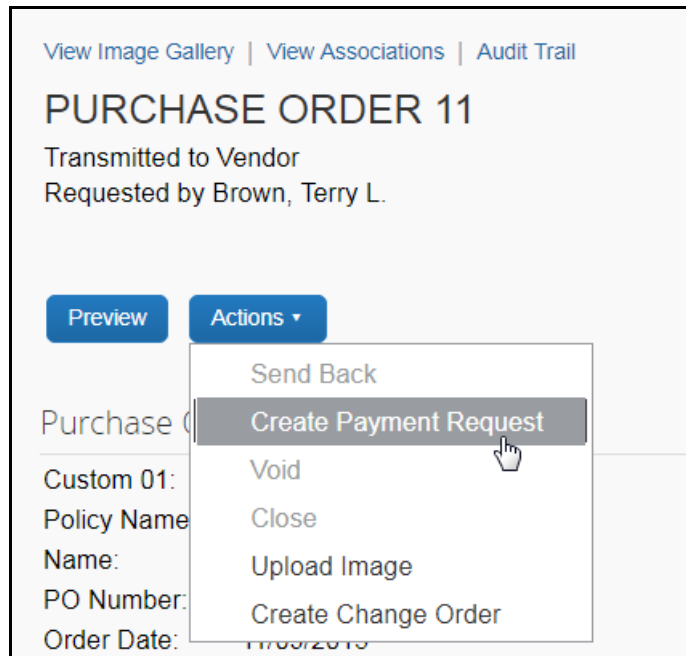 View Image Gallery | View Associations | Audit Trail
PURCHASE ORDER 11
Transmitted to Vendor
Requested by Brown, Terry L.
Preview Actions ▾
Send Back
Purchase Create Payment Request
Custom 01: Void
Policy Name Close
Name: Upload Image
PO Number: Create Change Order
Order Date: